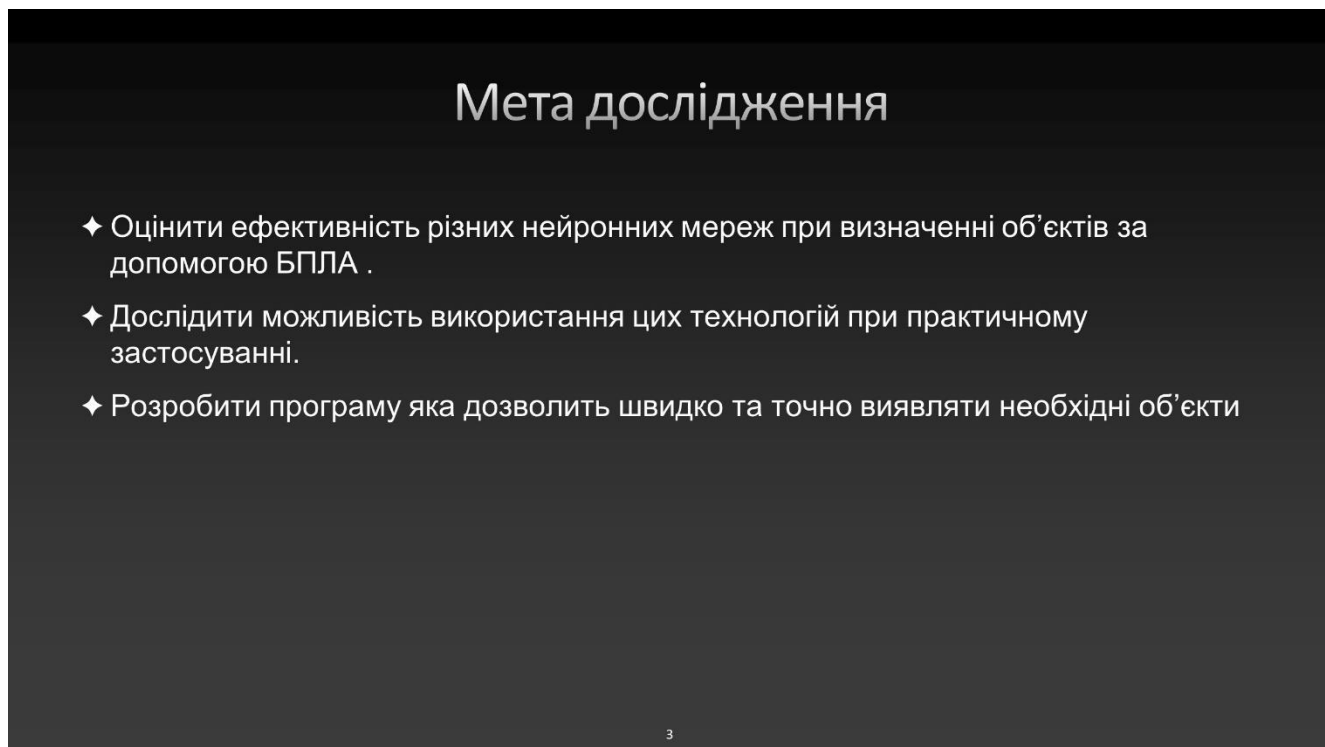 Мета дослідження
✦ Оцінити ефективність різних нейронних мереж при визначенні об’єктів за
допомогою БПЛА .
✦ Дослідити можливість використання цих технологій при практичному
застосуванні.
✦ Розробити програму яка дозволить швидко та точно виявляти необхідні об’єкти
3